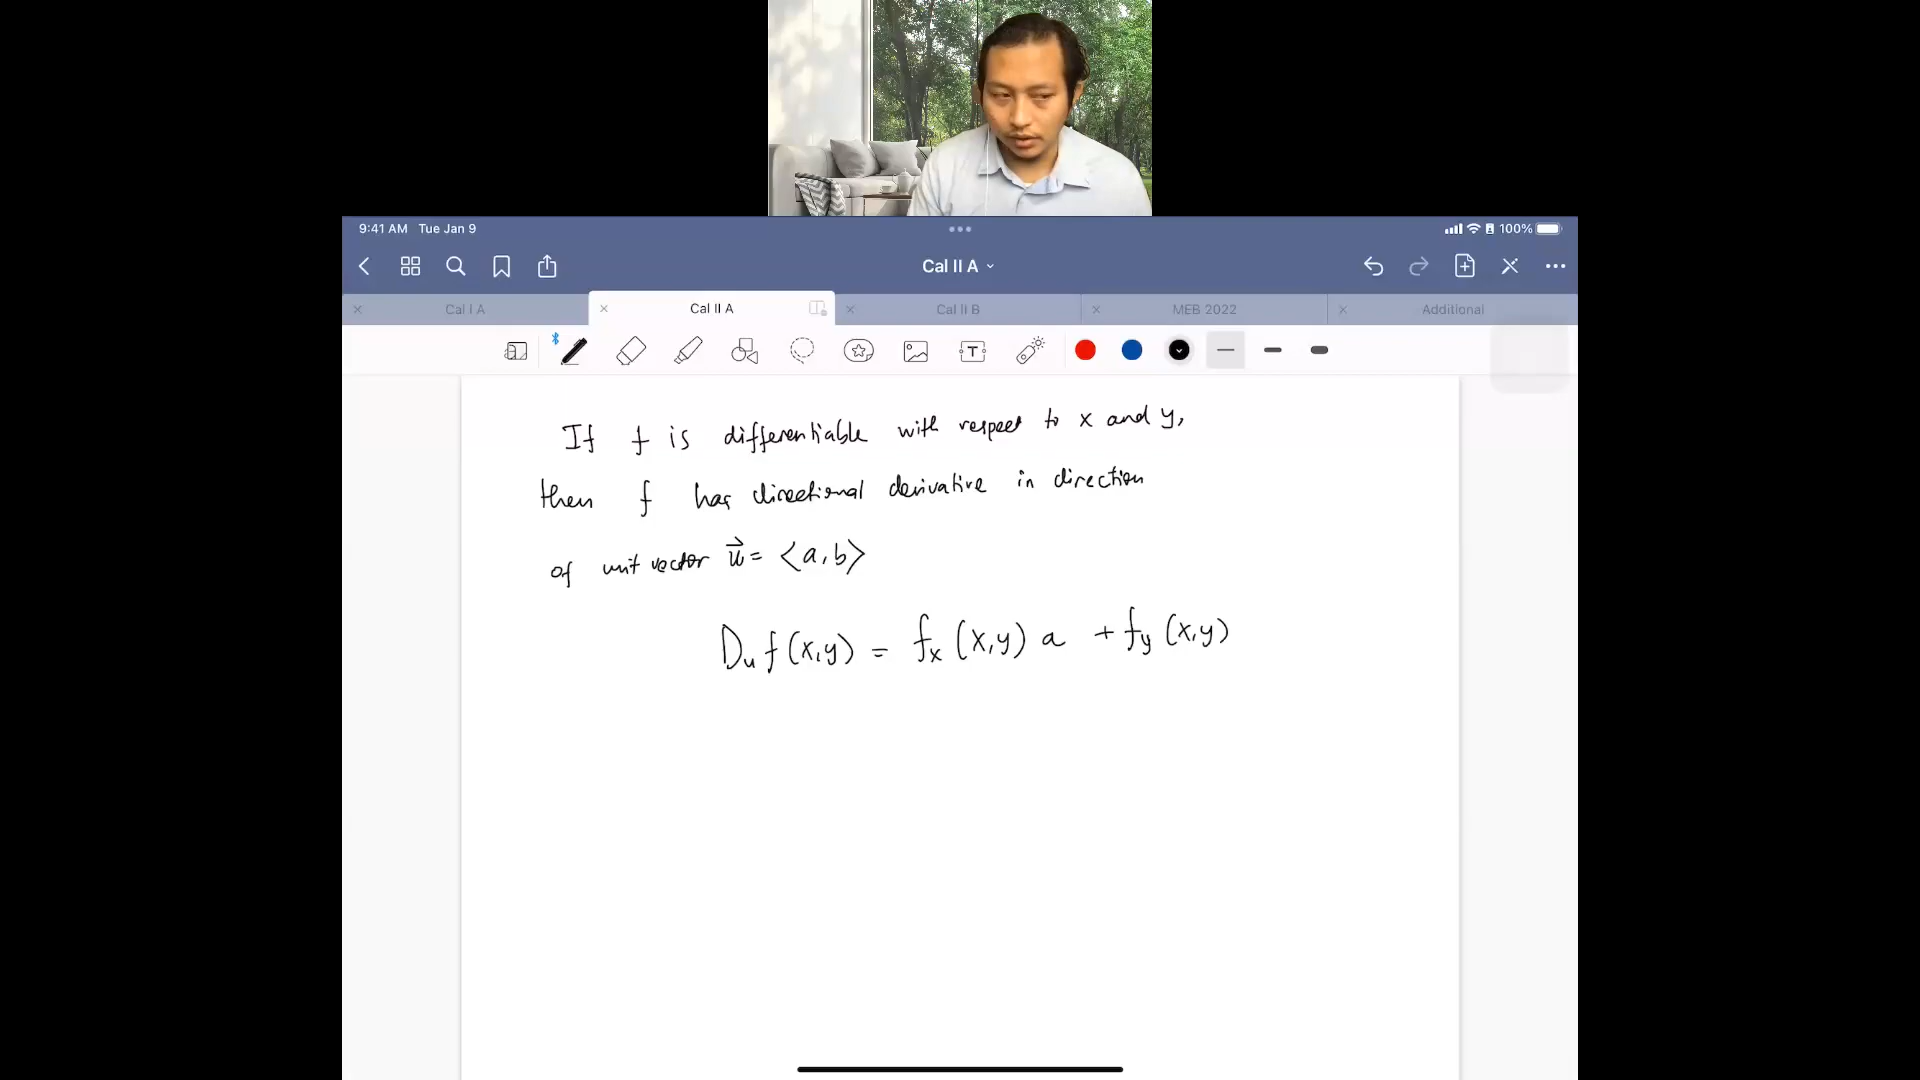 9:41 AM Tue Jan 9
100%
Cal II A
Cal I A
Cal II A
Cal II B
MEB 2022
Additional
T
If f is differentiable with respect to x and y,
then f has directional derivative in direction
of unit vector u⃗ = ⟨a, b⟩
Dᵤf(x,y) = fₓ(x,y) a + f_y(x,y)